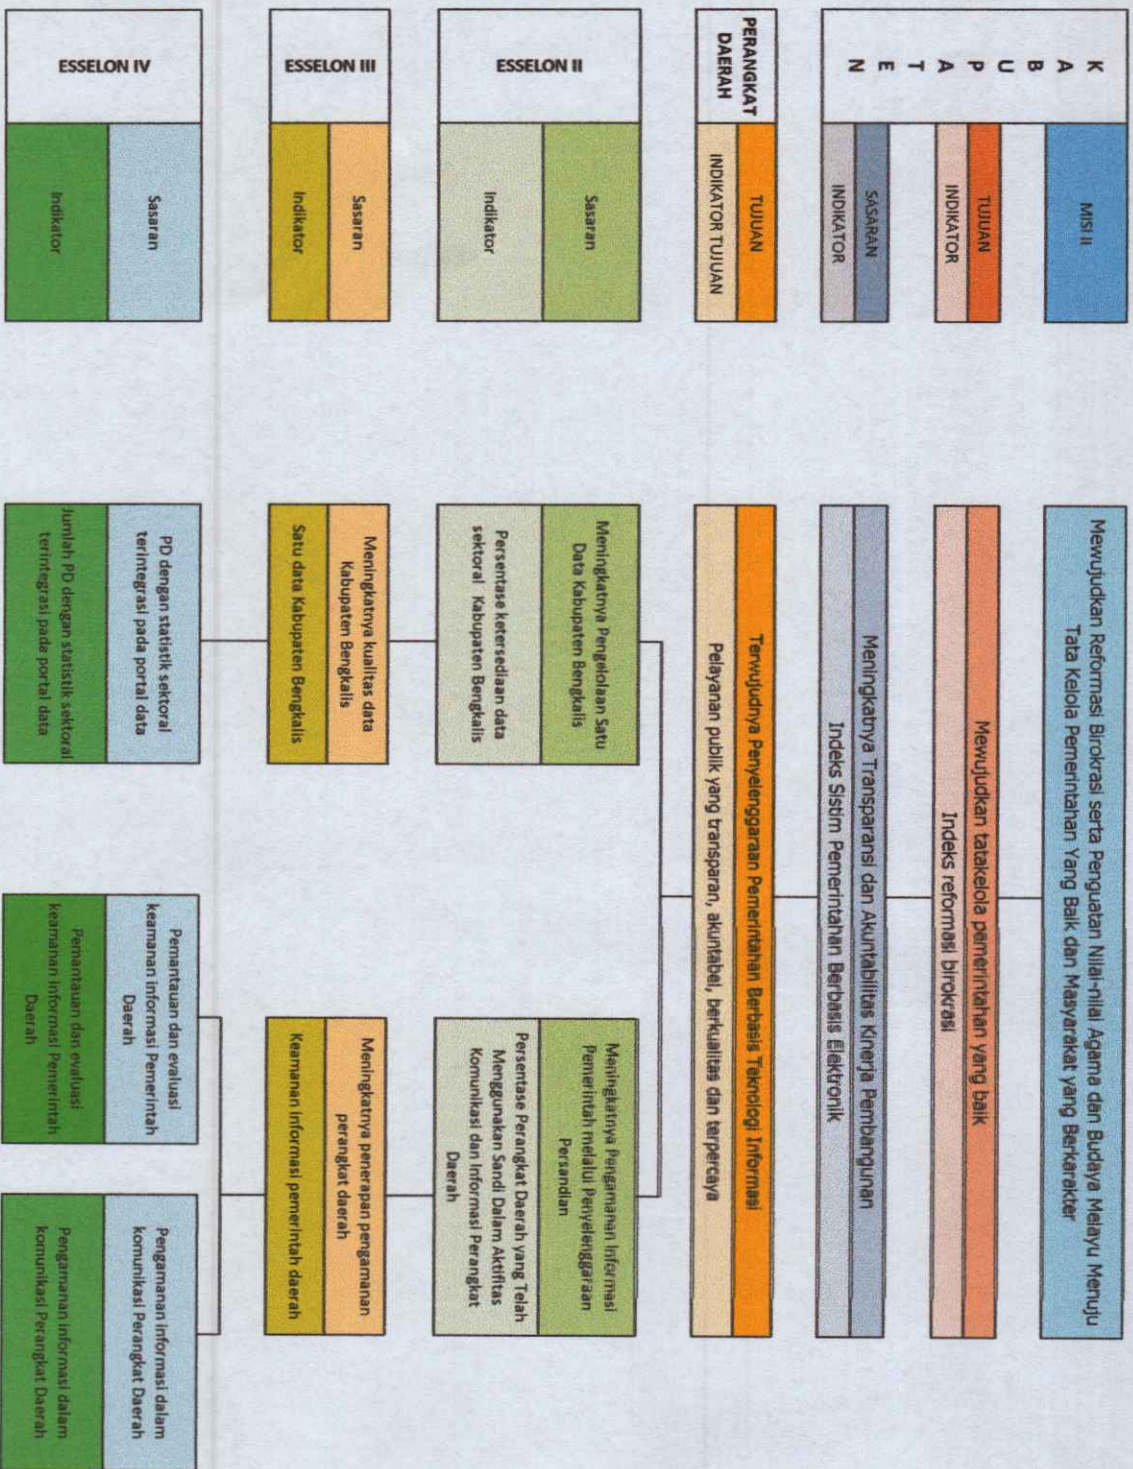 KABUPATEN
MISI II
TUJUAN
INDIKATOR
SASARAN
INDIKATOR
PERANGKAT
DAERAH
TUJUAN
INDIKATOR TUJUAN
ESSELON II
Sasaran
Indikator
ESSELON III
Sasaran
Indikator
ESSELON IV
Sasaran
Indikator
Mewujudkan Reformasi Birokrasi serta Penguatan Nilai-nilai Agama dan Budaya Melayu Menuju
Tata Kelola Pemerintahan Yang Baik dan Masyarakat yang Berkarakter
Mewujudkan tatakelola pemerintahan yang baik
Indeks reformasi birokrasi
Meningkatnya Transparansi dan Akuntabilitas Kinerja Pembangunan
Indeks Sistim Pemerintahan Berbasis Elektronik
Terwujudnya Penyelenggaraan Pemerintahan Berbasis Teknologi Informasi
Pelayanan publik yang transparan, akuntabel, berkualitas dan terpercaya
Meningkatnya Pengelolaan Satu
Data Kabupaten Bengkalis
Persentase ketersediaan data
sektoral Kabupaten Bengkalis
Meningkatnya kualitas data
Kabupaten Bengkalis
Satu data Kabupaten Bengkalis
PD dengan statistik sektoral
terintegrasi pada portal data
Jumlah PD dengan statistik sektoral
terintegrasi pada portal data
Meningkatnya Pengamanan Informasi
Pemerintah melalui Penyelenggaraan
Persandian
Persentase Perangkat Daerah yang Telah
Menggunakan Sandi Dalam Aktifitas
Komunikasi dan Informasi Perangkat
Daerah
Meningkatnya penerapan pengamanan
perangkat daerah
Keamanan informasi pemerintah daerah
Pemantauan dan evaluasi
keamanan informasi Pemerintah
Daerah
Pemantauan dan evaluasi
keamanan informasi Pemerintah
Daerah
Pengamanan informasi dalam
komunikasi Perangkat Daerah
Pengamanan informasi dalam
komunikasi Perangkat Daerah